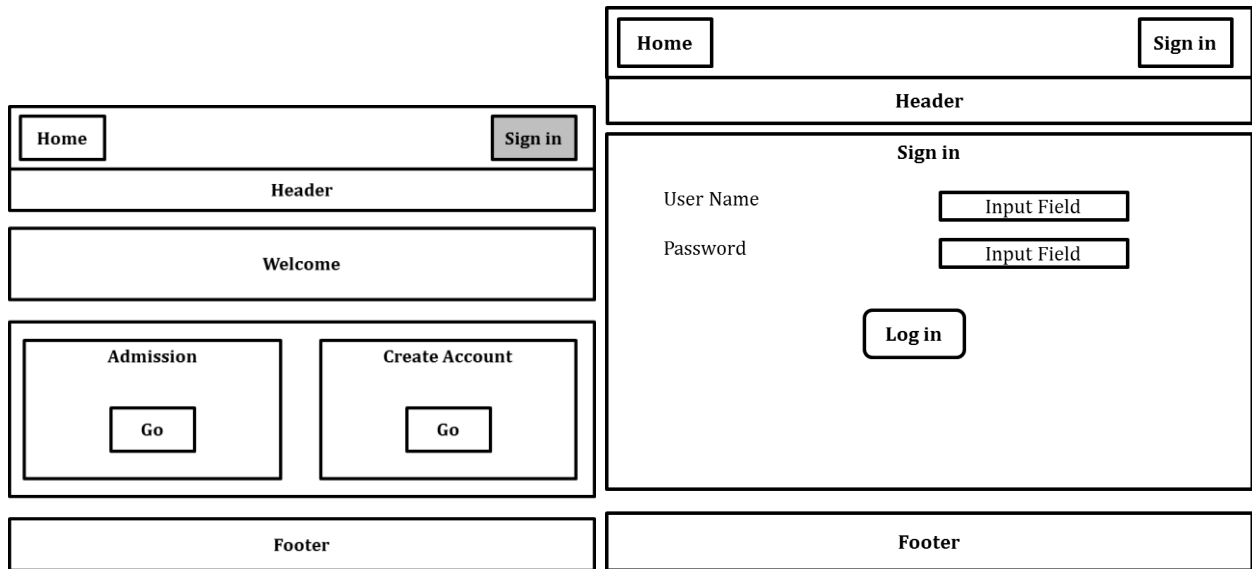 Home
Sign in
Header
Welcome
Admission
Create Account
Go
Go
Footer
Home
Sign in
Header
Sign in
User Name
Input Field
Password
Input Field
Log in
Footer